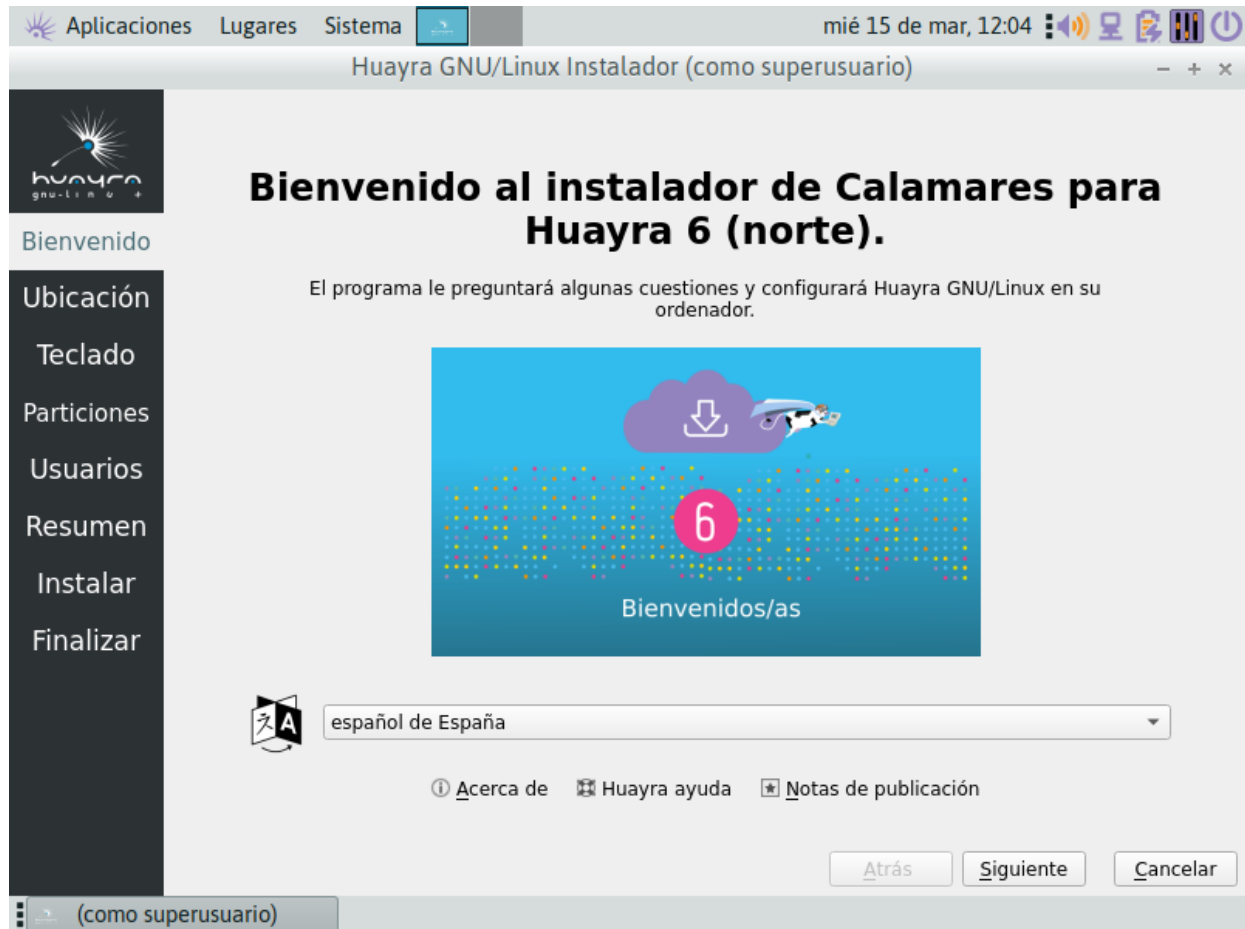 Aplicaciones Lugares Sistema mié 15 de mar, 12:04
Huayra GNU/Linux Instalador (como superusuario)
huayra
gnu-linux
Bienvenido
Ubicación
Teclado
Particiones
Usuarios
Resumen
Instalar
Finalizar
Bienvenido al instalador de Calamares para
Huayra 6 (norte).
El programa le preguntará algunas cuestiones y configurará Huayra GNU/Linux en su
ordenador.
6
Bienvenidos/as
A
español de España
Acerca de Huayra ayuda Notas de publicación
Atrás Siguiente Cancelar
(como superusuario)